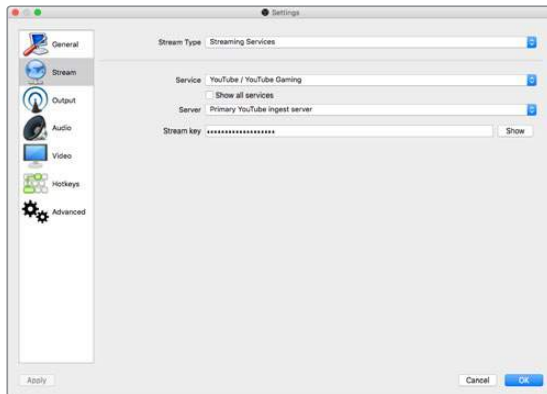 Settings
General
Stream
Output
Audio
Video
Hotkeys
Advanced
Stream Type Streaming Services
Service YouTube / YouTube Gaming
Show all services
Server Primary YouTube ingest server
Stream key •••••••••••••••••••
Show
Apply
Cancel
OK